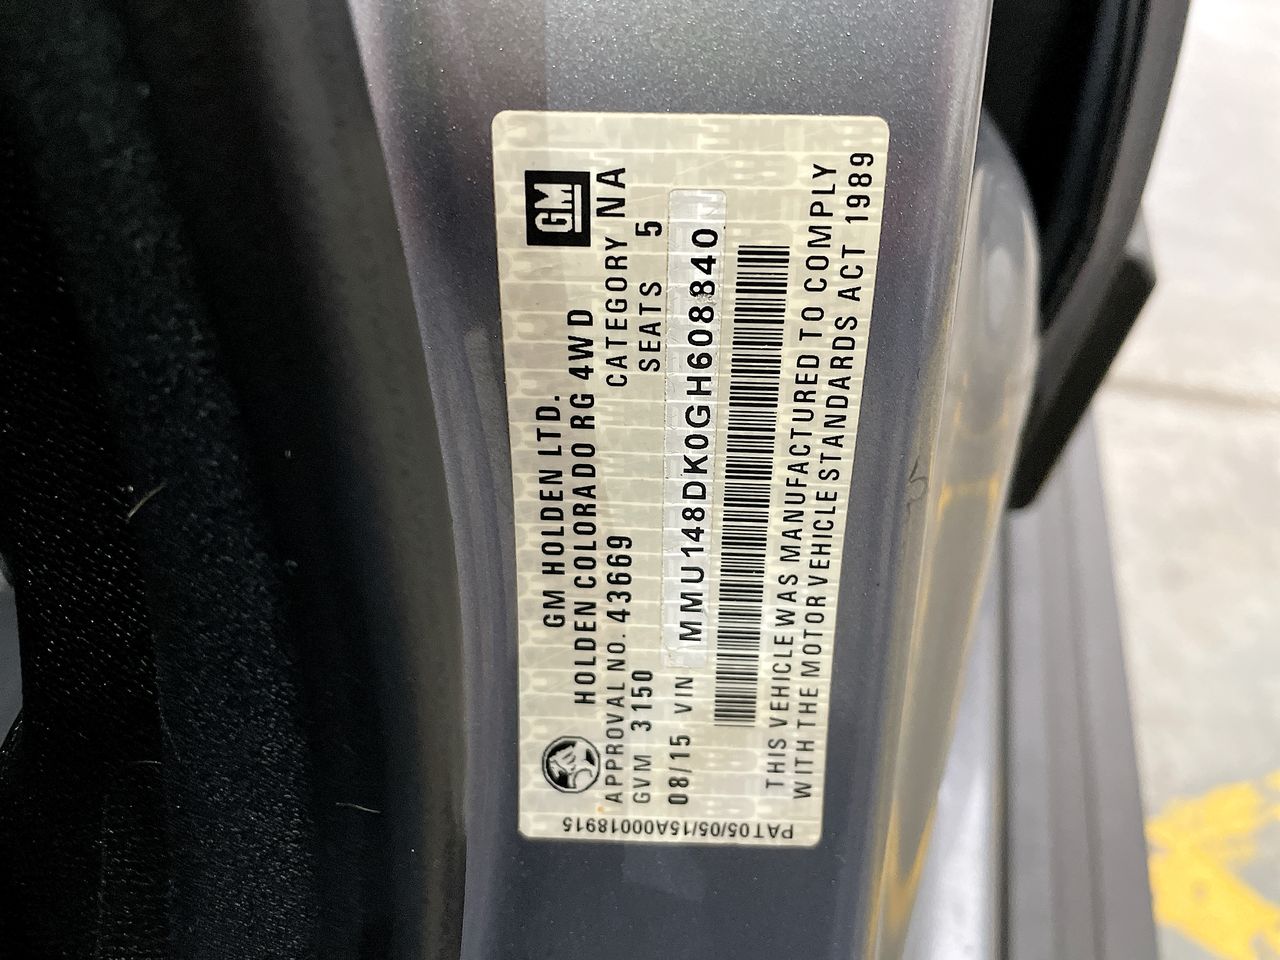 GM
GM HOLDEN LTD.
HOLDEN COLORADO RG 4WD
APPROVAL NO. 43669 CATEGORY NA
GVM 3150 SEATS 5
08/15 VIN MMU148DK0GH608840
THIS VEHICLE WAS MANUFACTURED TO COMPLY
WITH THE MOTOR VEHICLE STANDARDS ACT 1989
PAT05/05/15A00018915